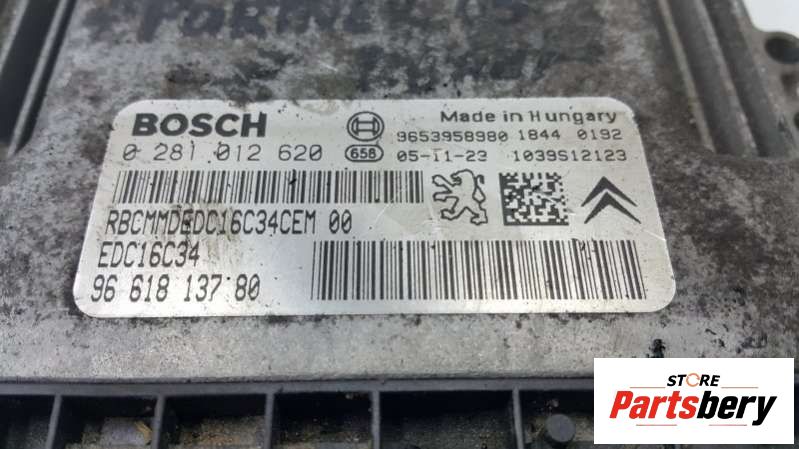 BOSCH
Made in Hungary
9653958980 1844 0192
0 281 012 620 658 05-11-23 1039S12123
RBCMMDEDC16C34CEM 00
EDC16C34
96 618 137 80
STORE
Partsbery